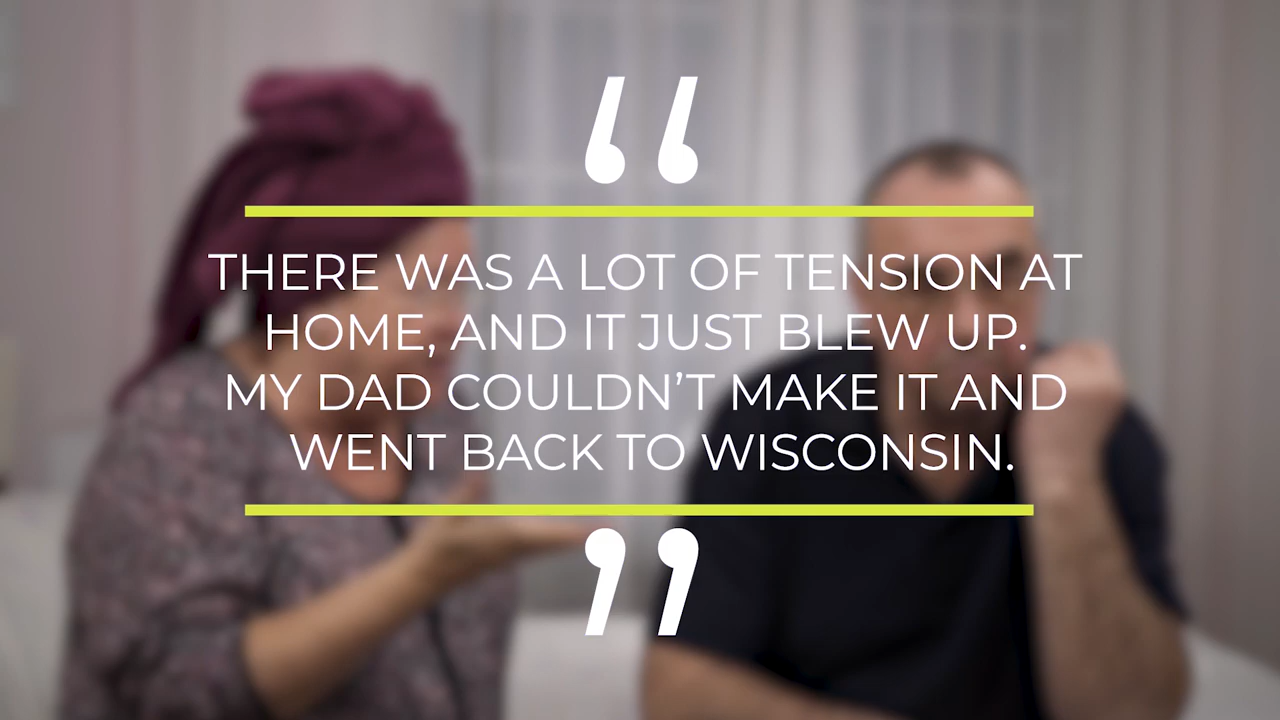 “
THERE WAS A LOT OF TENSION AT
HOME, AND IT JUST BLEW UP.
MY DAD COULDN’T MAKE IT AND
WENT BACK TO WISCONSIN.
”